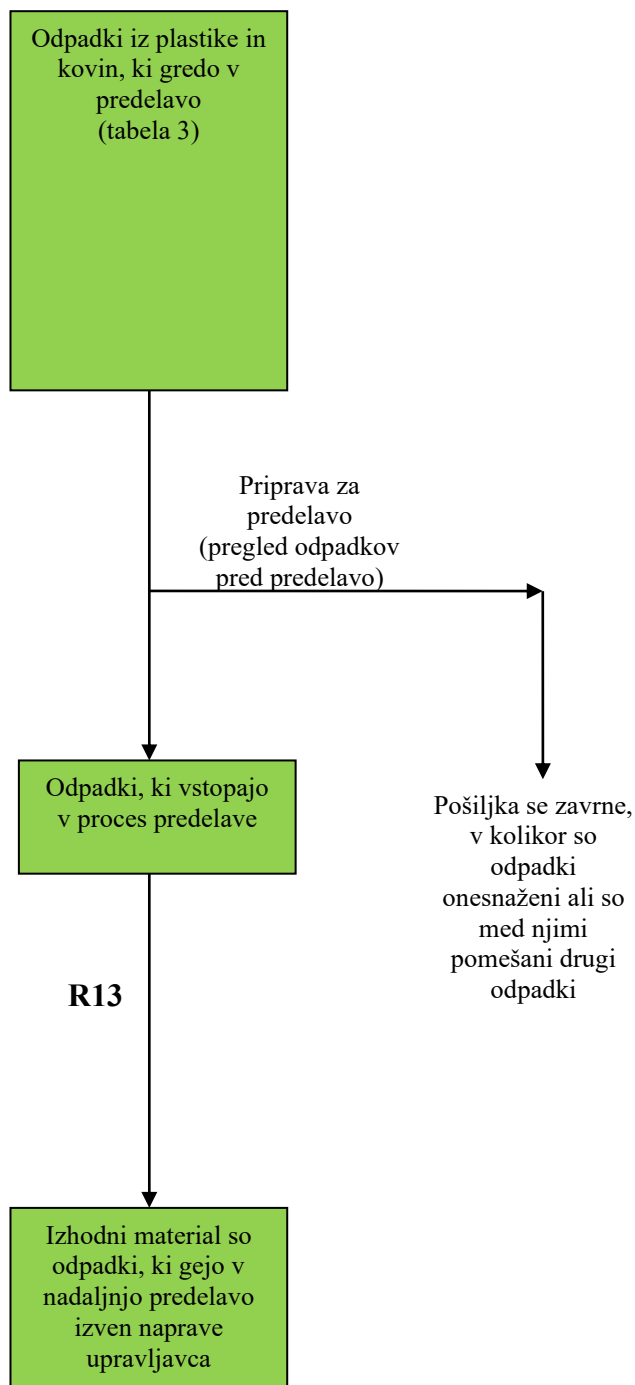 Odpadki iz plastike in
kovin, ki gredo v
predelavo
(tabela 3)
Priprava za
predelavo
(pregled odpadkov
pred predelavo)
Odpadki, ki vstopajo
v proces predelave
Pošiljka se zavrne,
v kolikor so
odpadki
onesnaženi ali so
med njimi
pomešani drugi
odpadki
R13
Izhodni material so
odpadki, ki gejo v
nadaljnjo predelavo
izven naprave
upravljavca